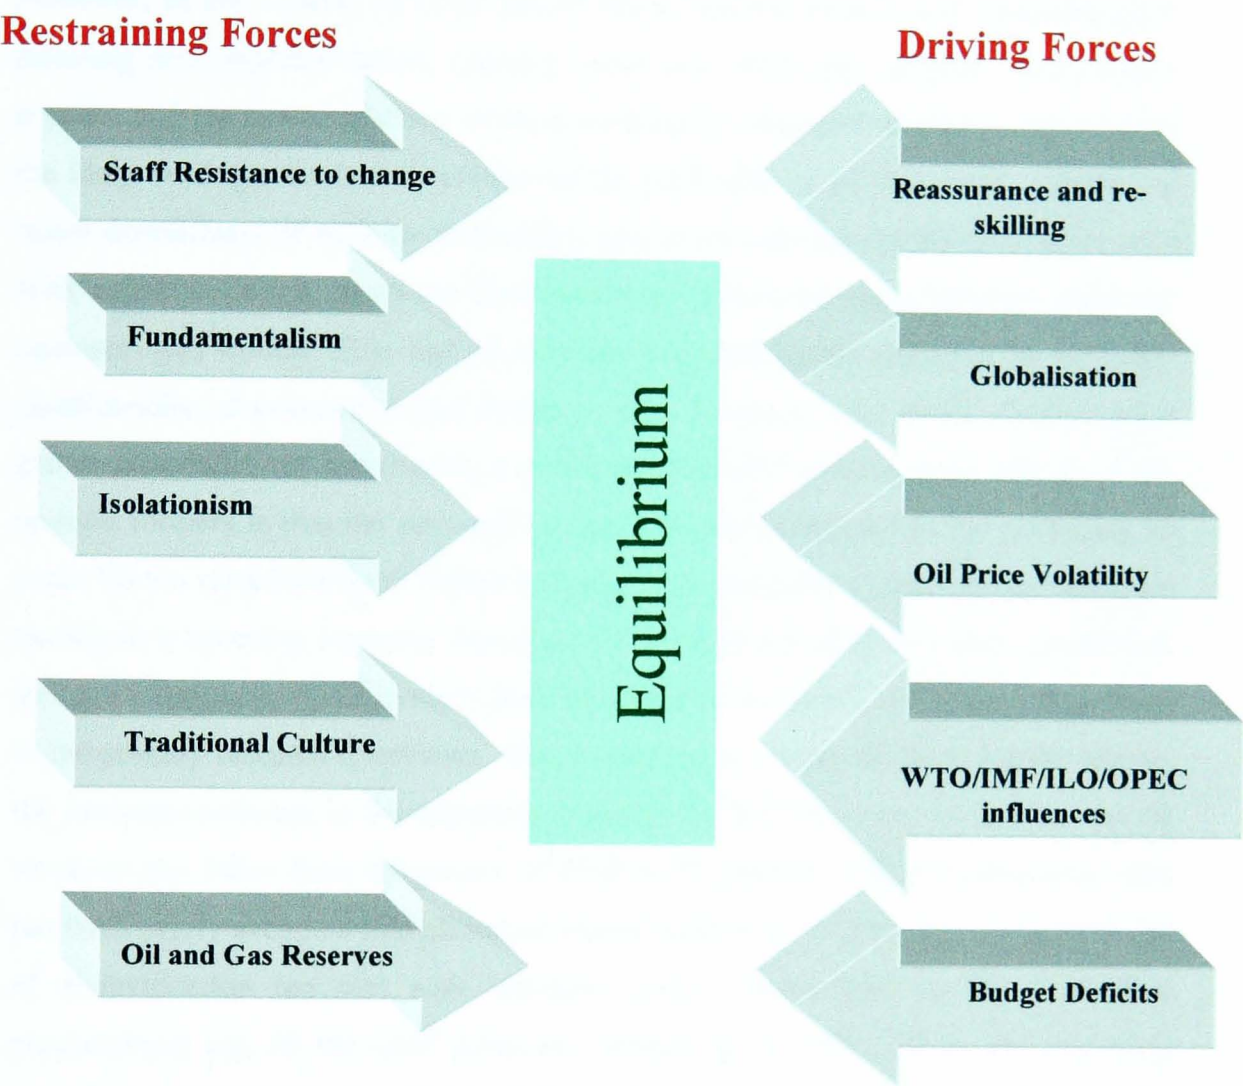 Restraining Forces
Driving Forces
Staff Resistance to change
Reassurance and re-
skilling
Fundamentalism
Globalisation
Isolationism
Oil Price Volatility
Equilibrium
Traditional Culture
WTO/IMF/ILO/OPEC
influences
Oil and Gas Reserves
Budget Deficits